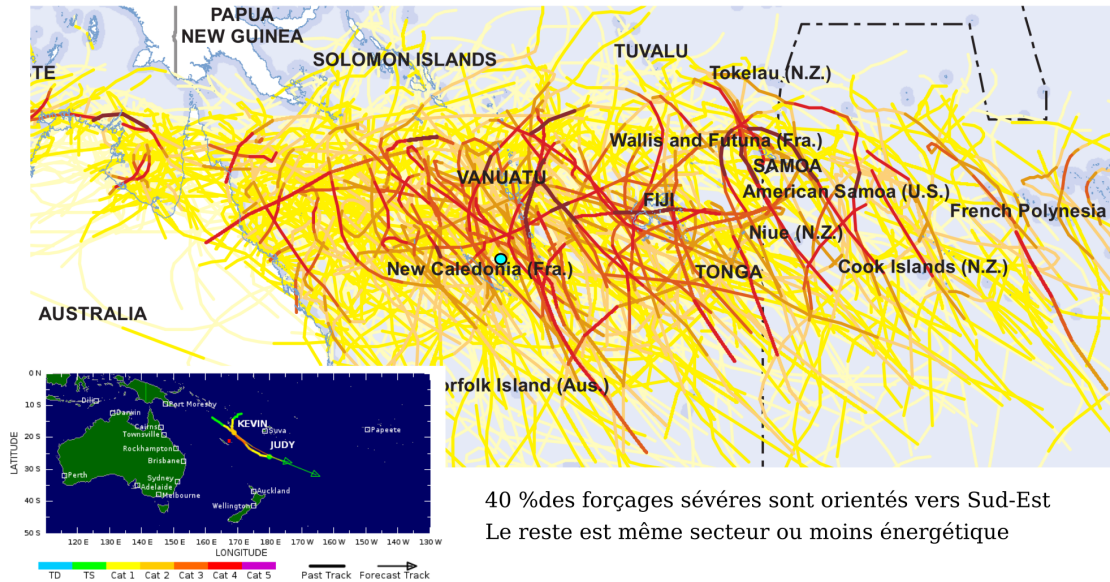 PAPUA
NEW GUINEA
SOLOMON ISLANDS
TUVALU
STE
Tokelau (N.Z.)
Wallis and Futuna (Fra.)
SAMOA
VANUATU
American Samoa (U.S.)
FIJI
French Polynesia
Niue (N.Z.)
New Caledonia (Fra.)
TONGA
Cook Islands (N.Z.)
AUSTRALIA
orfolk Island (Aus.)
0 N
10 S
20 S
30 S
40 S
50 S
LATITUDE
Dili
Darwin
Port Moresby
Cairns
Townsville
Rockhampton
Brisbane
Perth
Sydney
Adelaide
Melbourne
KEVIN
Suva
JUDY
Papeete
Auckland
Wellington
120 E 130 E 140 E 150 E 160 E 170 E 180 E 170 W 160 W 150 W 140 W 130 W
LONGITUDE
TD TS Cat 1 Cat 2 Cat 3 Cat 4 Cat 5 Past Track Forecast Track
40 %des forçages sévéres sont orientés vers Sud-Est
Le reste est même secteur ou moins énergétique